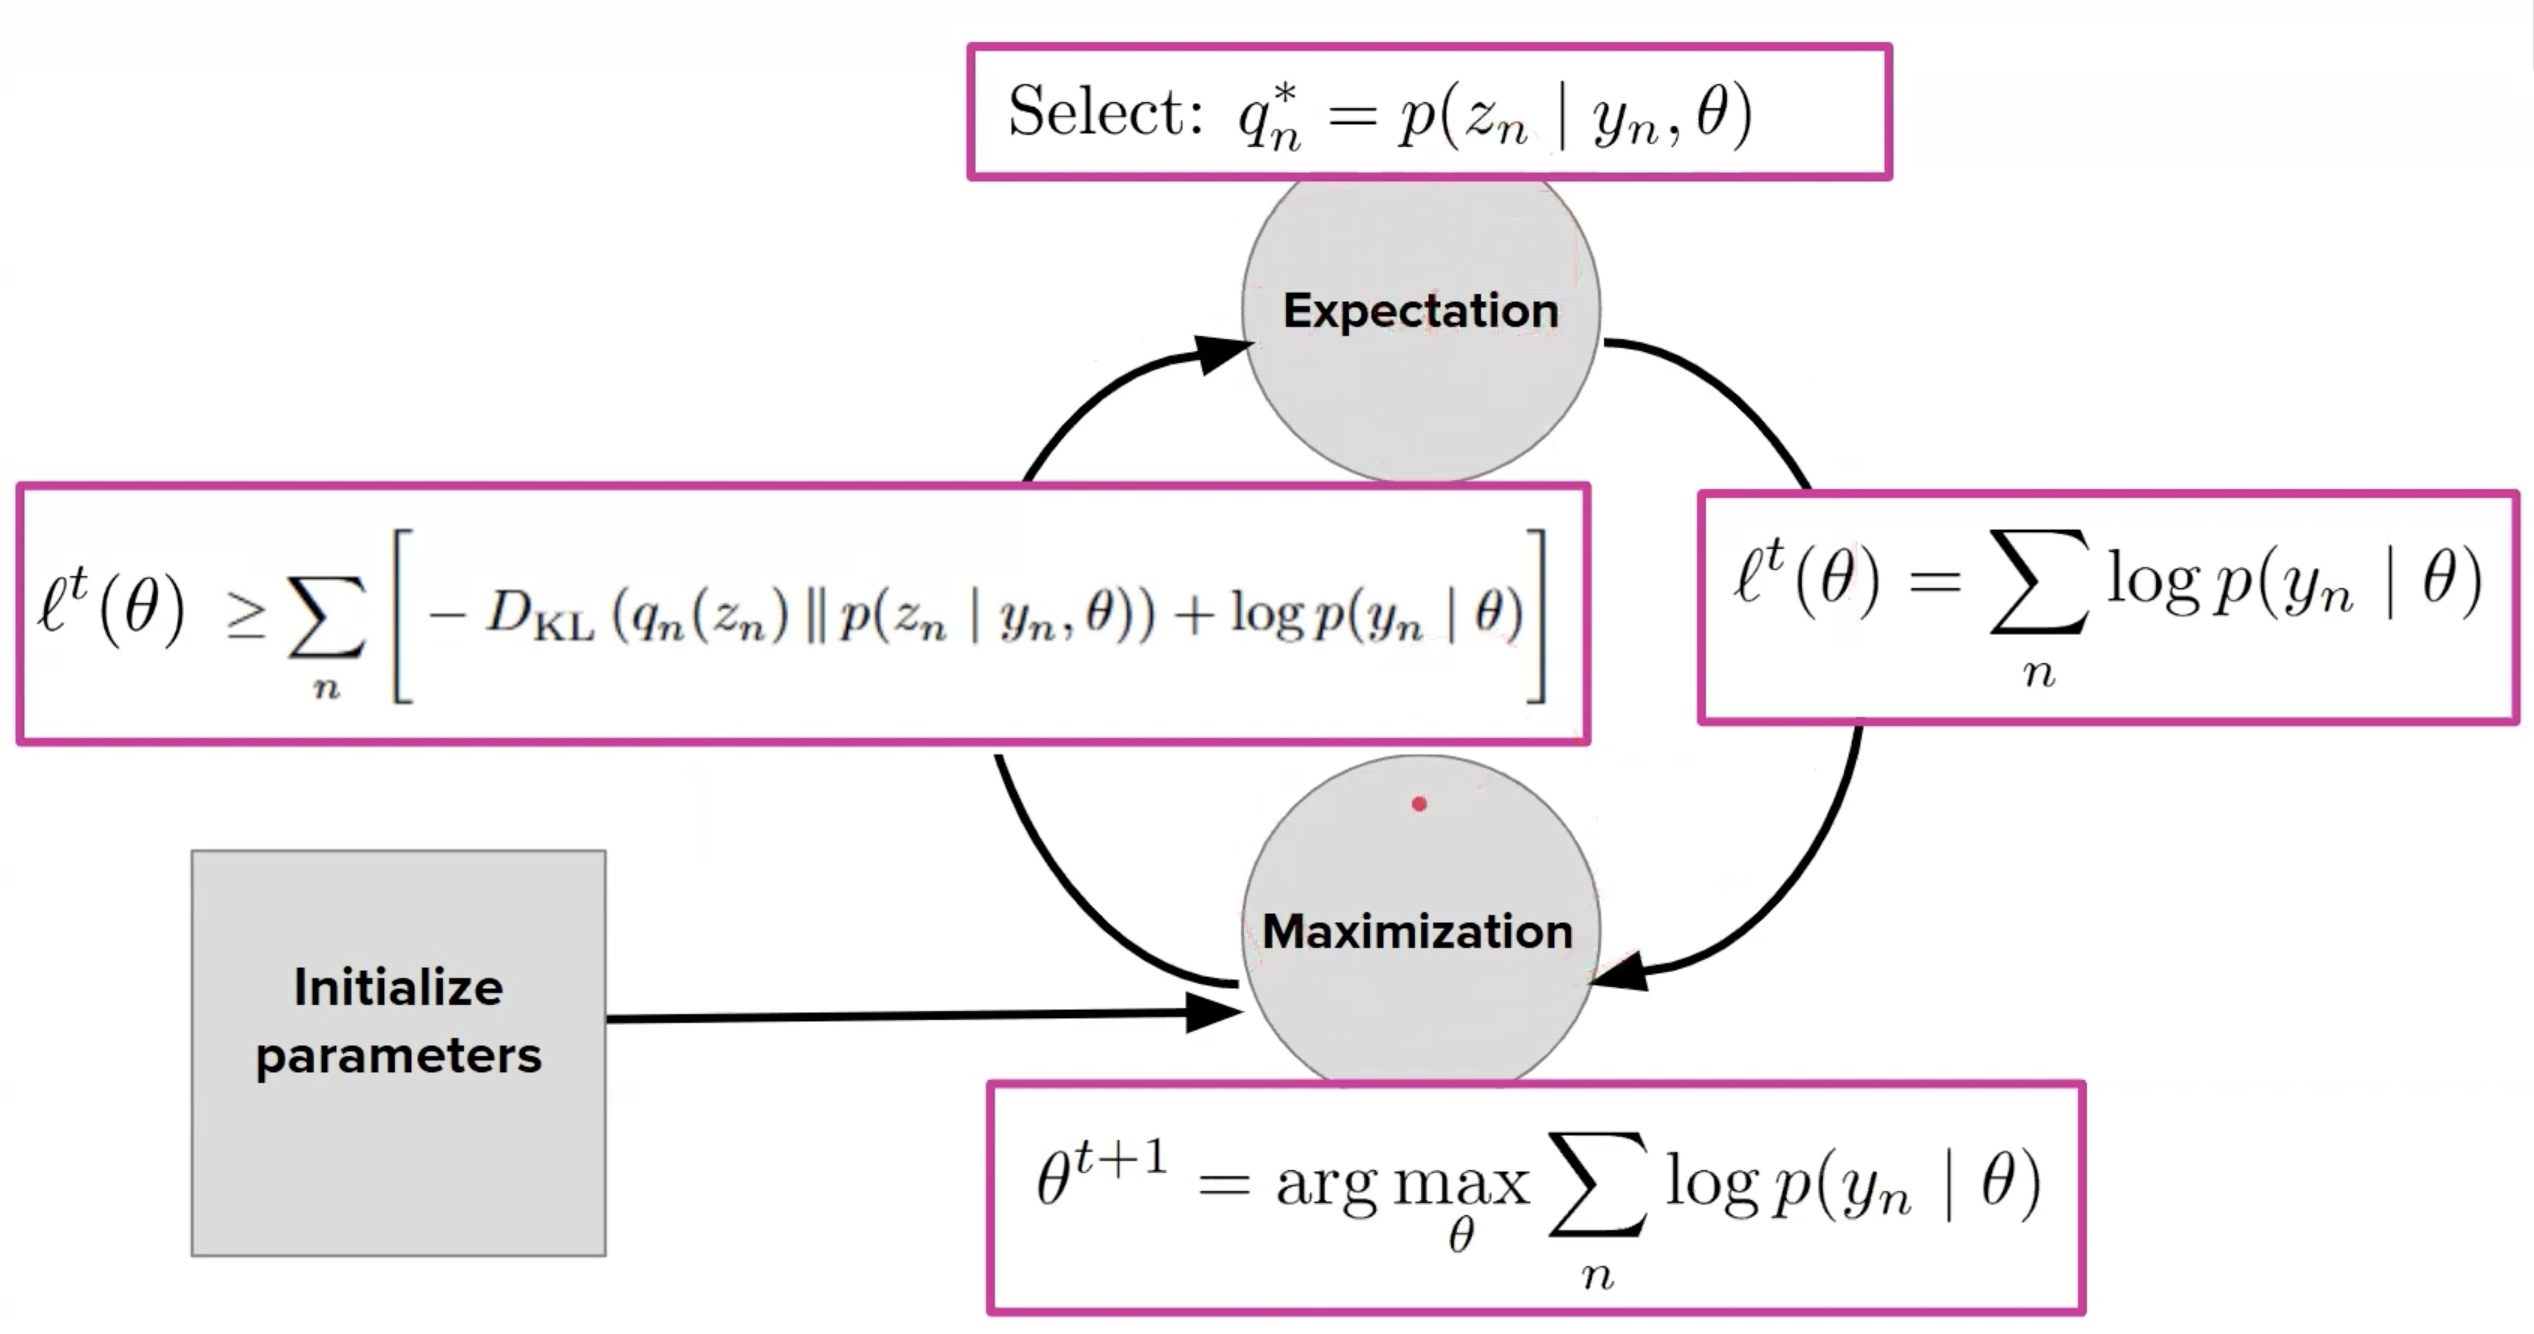 Select: $q_n^* = p(z_n \mid y_n, \theta)$
Expectation
$\ell^t(\theta) \geq \sum_n \left[ - D_{\mathrm{KL}} \left( q_n(z_n) \| p(z_n \mid y_n, \theta) \right) + \log p(y_n \mid \theta) \right]$
$\ell^t(\theta) = \sum_n \log p(y_n \mid \theta)$
Maximization
Initialize
parameters
$\theta^{t+1} = \arg\max_\theta \sum_n \log p(y_n \mid \theta)$